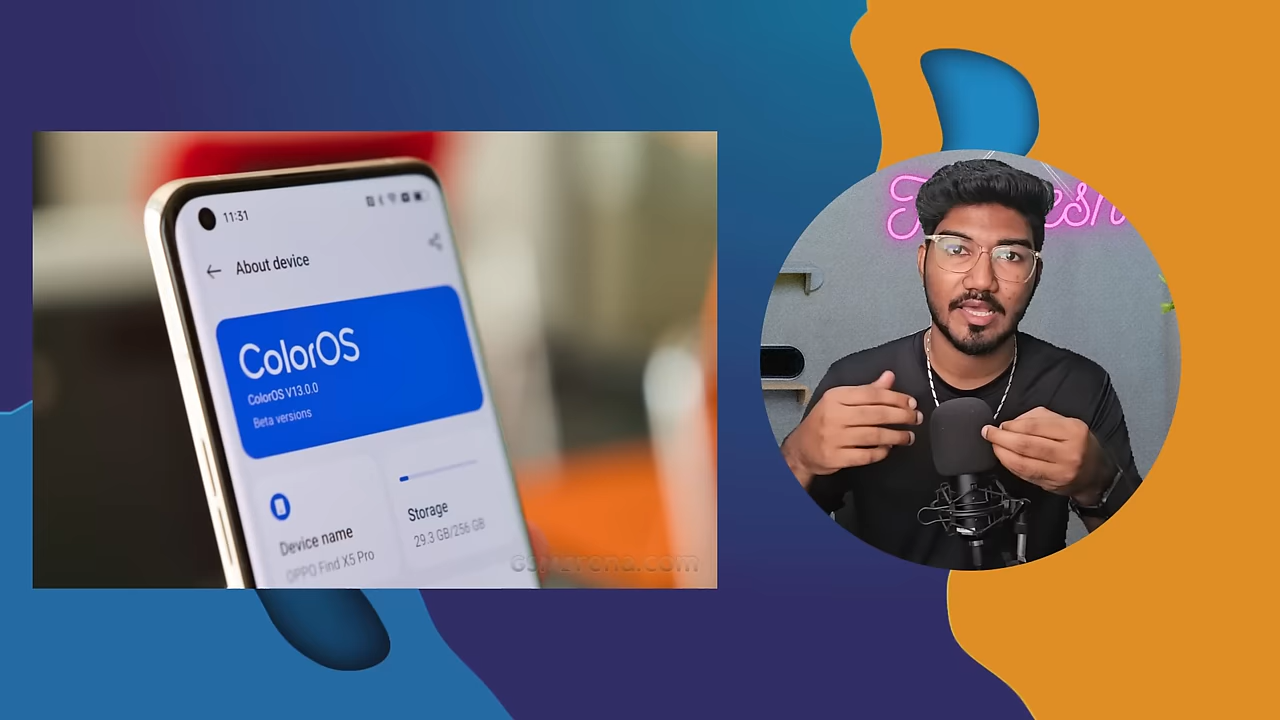 11:31
About device
ColorOS
ColorOS V13.0.0
Beta versions
Device name
OPPO Find X5 Pro
Storage
29.3 GB/256 GB